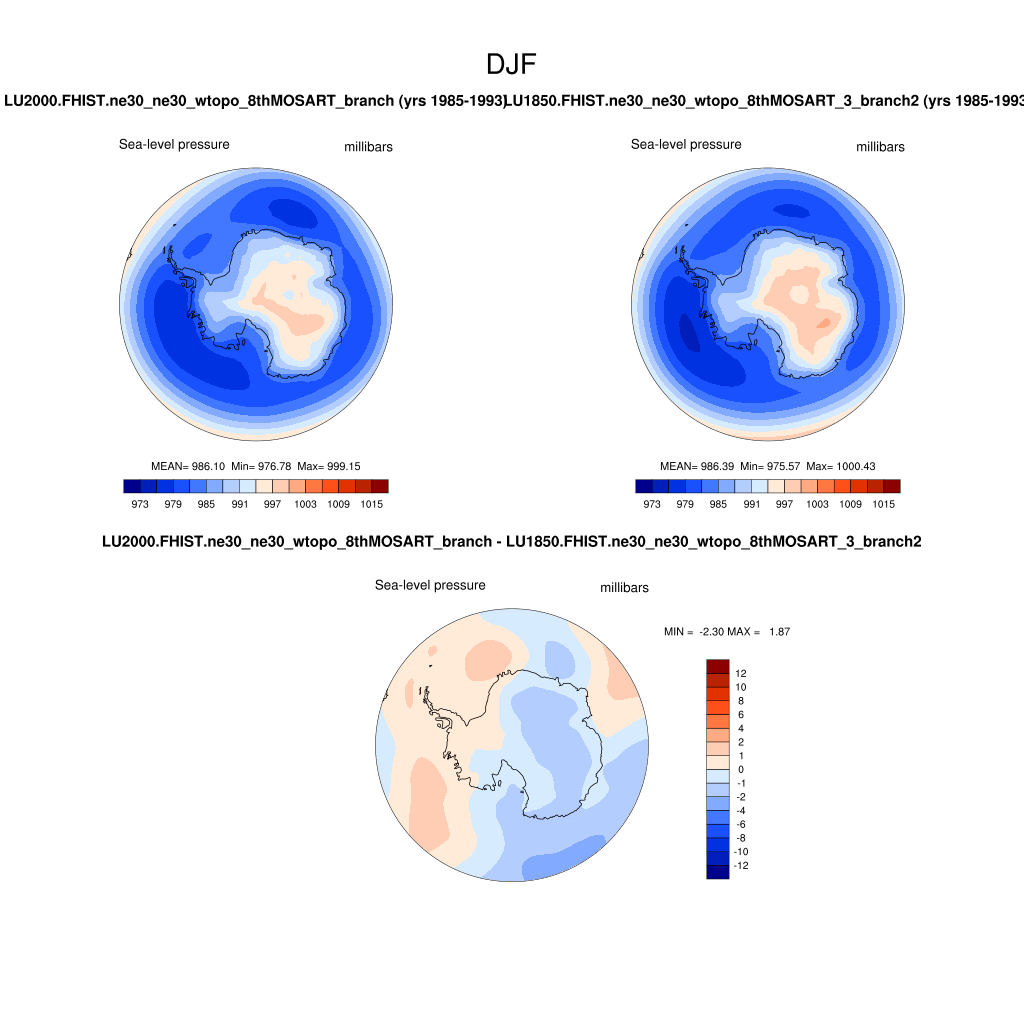 DJF
LU2000.FHIST.ne30_ne30_wtopo_8thMOSART_branch (yrs 1985-1993)
LU1850.FHIST.ne30_ne30_wtopo_8thMOSART_3_branch2 (yrs 1985-1993
Sea-level pressure millibars
Sea-level pressure millibars
MEAN= 986.10 Min= 976.78 Max= 999.15
MEAN= 986.39 Min= 975.57 Max= 1000.43
973 979 985 991 997 1003 1009 1015
973 979 985 991 997 1003 1009 1015
LU2000.FHIST.ne30_ne30_wtopo_8thMOSART_branch - LU1850.FHIST.ne30_ne30_wtopo_8thMOSART_3_branch2
Sea-level pressure millibars
MIN = -2.30 MAX = 1.87
12
10
8
6
4
2
1
0
-1
-2
-4
-6
-8
-10
-12